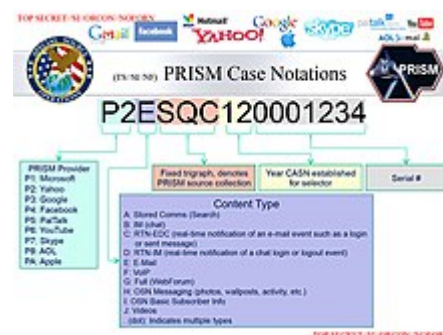 TOP SECRET//SI//ORCON//NOFORN
Gmail facebook Hotmail YAHOO! Google skype paltalk YouTube AOL mail
(TS//SI//NF) PRISM Case Notations
PRISM
P2ESQC120001234
PRISM Provider
P1: Microsoft
P2: Yahoo
P3: Google
P4: Facebook
P5: PalTalk
P6: YouTube
P7: Skype
P8: AOL
PA: Apple
Fixed trigraph, denotes
PRISM source collection
Year CASN established
for selector
Serial #
Content Type
A: Stored Comms (Search)
B: IM (chat)
C: RTN-EDC (real-time notification of an e-mail event such as a login
or sent message)
D: RTN-IM (real-time notification of a chat login or logout event)
E: E-Mail
F: VoIP
G: Full (WebForum)
H: OSN Messaging (photos, wallposts, activity, etc.)
I: OSN Basic Subscriber Info
J: Videos
. (dot): Indicates multiple types
TOP SECRET//SI//ORCON//NOFORN